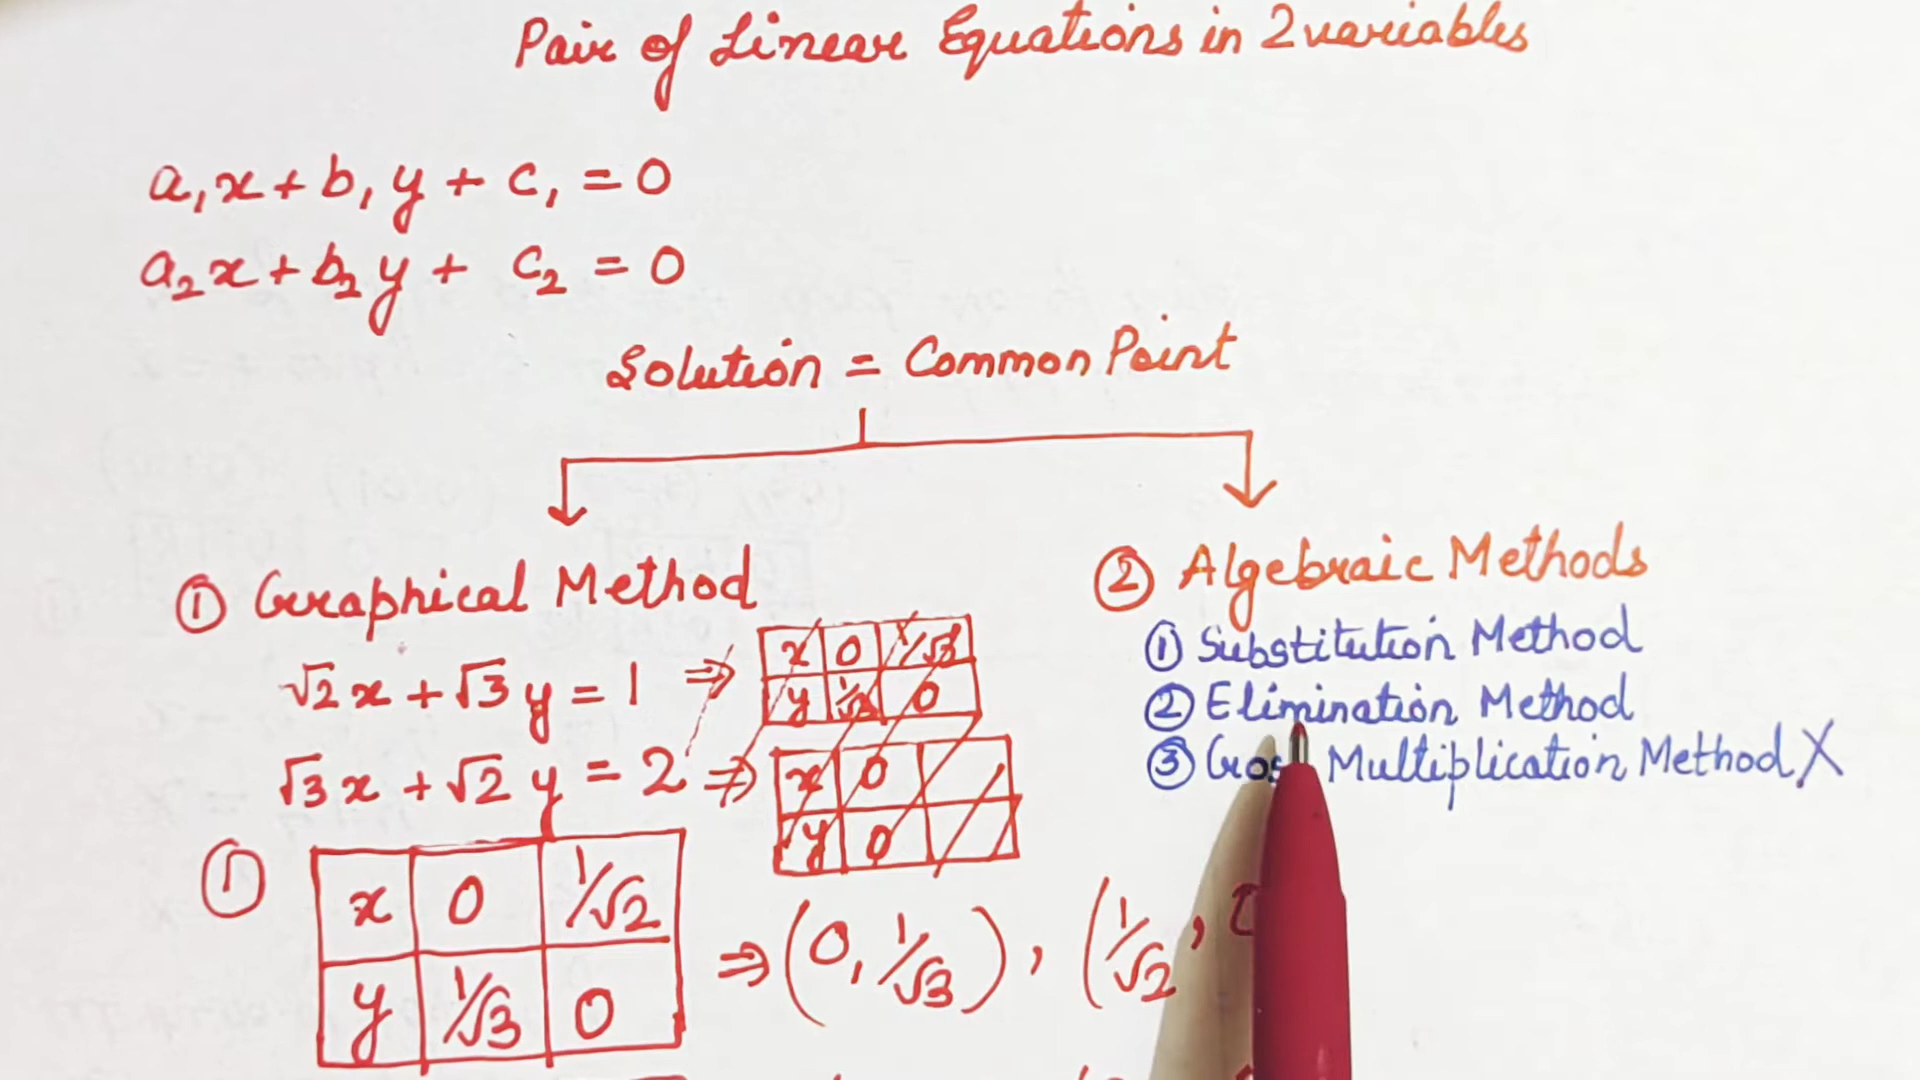 Pair of Linear Equations in 2 variables
a₁x + b₁y + c₁ = 0
a₂x + b₂y + c₂ = 0
Solution = Common Point
① Graphical Method
√2x + √3y = 1 ⇒
x 0 1/√3
y 1/√2 0
√3x + √2y = 2 ⇒
x 0
y 0
① x 0 1/√2
y 1/√3 0
⇒ (0, 1/√3), (1/√2,
② Algebraic Methods
① Substitution Method
② Elimination Method
③ Multiplication Method X